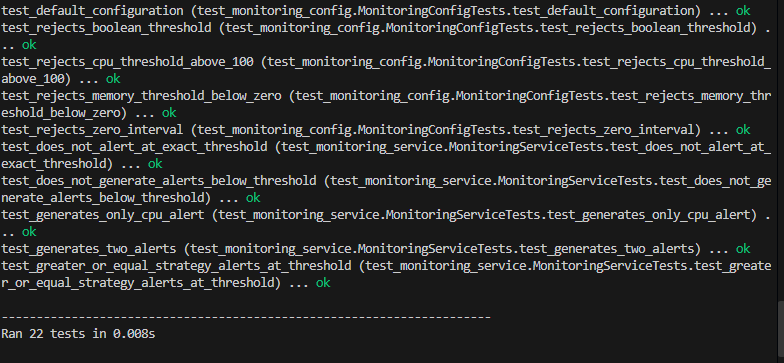 test_default_configuration (test_monitoring_config.MonitoringConfigTests.test_default_configuration) ... ok
test_rejects_boolean_threshold (test_monitoring_config.MonitoringConfigTests.test_rejects_boolean_threshold) .
.. ok
test_rejects_cpu_threshold_above_100 (test_monitoring_config.MonitoringConfigTests.test_rejects_cpu_threshold_
above_100) ... ok
test_rejects_memory_threshold_below_zero (test_monitoring_config.MonitoringConfigTests.test_rejects_memory_thr
eshold_below_zero) ... ok
test_rejects_zero_interval (test_monitoring_config.MonitoringConfigTests.test_rejects_zero_interval) ... ok
test_does_not_alert_at_exact_threshold (test_monitoring_service.MonitoringServiceTests.test_does_not_alert_at_
exact_threshold) ... ok
test_does_not_generate_alerts_below_threshold (test_monitoring_service.MonitoringServiceTests.test_does_not_ge
nerate_alerts_below_threshold) ... ok
test_generates_only_cpu_alert (test_monitoring_service.MonitoringServiceTests.test_generates_only_cpu_alert) .
.. ok
test_generates_two_alerts (test_monitoring_service.MonitoringServiceTests.test_generates_two_alerts) ... ok
test_greater_or_equal_strategy_alerts_at_threshold (test_monitoring_service.MonitoringServiceTests.test_greate
r_or_equal_strategy_alerts_at_threshold) ... ok
----------------------------------------------------------------------
Ran 22 tests in 0.008s